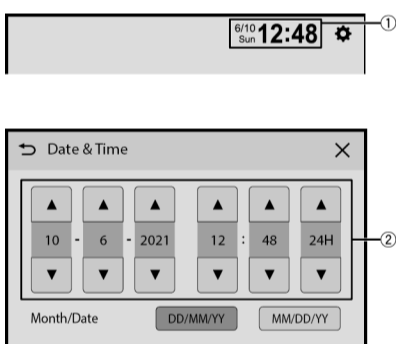 6/10
Sun 12:48 ①
Date & Time
10 - 6 - 2021 12 : 48 24H ②
Month/Date DD/MM/YY MM/DD/YY